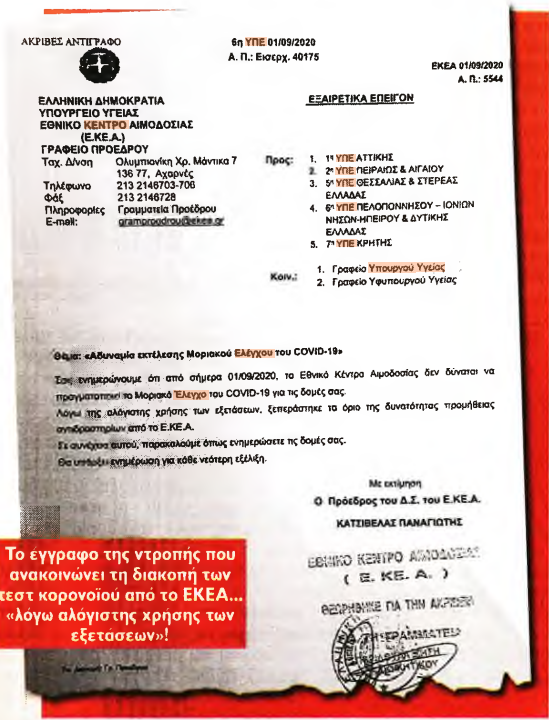 ΑΚΡΙΒΕΣ ΑΝΤΙΓΡΑΦΟ
6η ΥΠΕ 01/09/2020
Α. Π.: Εισερχ. 40175
ΕΚΕΑ 01/09/2020
Α. Π.: 5544
ΕΛΛΗΝΙΚΗ ΔΗΜΟΚΡΑΤΙΑ
ΥΠΟΥΡΓΕΙΟ ΥΓΕΙΑΣ
ΕΘΝΙΚΟ ΚΕΝΤΡΟ ΑΙΜΟΔΟΣΙΑΣ
(Ε.ΚΕ.Α.)
ΓΡΑΦΕΙΟ ΠΡΟΕΔΡΟΥ
Ταχ. Δ/νση Ολυμπιονίκη Χρ. Μάντικα 7
136 77, Αχαρνές
Τηλέφωνο 213 2146703-706
Φάξ 213 2146728
Πληροφορίες Γραμματεία Προέδρου
E-mail: gramproudrou@ekea.gr
ΕΞΑΙΡΕΤΙΚΑ ΕΠΕΙΓΟΝ
Προς: 1. 1η ΥΠΕ ΑΤΤΙΚΗΣ
2. 2η ΥΠΕ ΠΕΙΡΑΙΩΣ & ΑΙΓΑΙΟΥ
3. 5η ΥΠΕ ΘΕΣΣΑΛΙΑΣ & ΣΤΕΡΕΑΣ
ΕΛΛΑΔΑΣ
4. 6η ΥΠΕ ΠΕΛΟΠΟΝΝΗΣΟΥ – ΙΟΝΙΩΝ
ΝΗΣΩΝ-ΗΠΕΙΡΟΥ & ΔΥΤΙΚΗΣ
ΕΛΛΑΔΑΣ
5. 7η ΥΠΕ ΚΡΗΤΗΣ
Κοιν.: 1. Γραφείο Υπουργού Υγείας
2. Γραφείο Υφυπουργού Υγείας
Θέμα: «Αδυναμία εκτέλεσης Μοριακού Ελέγχου του COVID-19»
Σας ενημερώνουμε ότι από σήμερα 01/09/2020, το Εθνικό Κέντρο Αιμοδοσίας δεν δύναται να
πραγματοποιεί το Μοριακό Έλεγχο του COVID-19 για τις δομές σας.
Λόγω της αλόγιστης χρήσης των εξετάσεων, ξεπεράστηκε το όριο της δυνατότητας προμήθειας
αντιδραστηρίων από το Ε.ΚΕ.Α.
Σε συνέχεια αυτού, παρακαλούμε όπως ενημερώσετε τις δομές σας.
Θα υπάρξει ενημέρωση για κάθε νεότερη εξέλιξη.
Με εκτίμηση
Ο Πρόεδρος του Δ.Σ. του Ε.ΚΕ.Α.
ΚΑΤΣΙΒΕΛΑΣ ΠΑΝΑΓΙΩΤΗΣ
ΕΘΝΙΚΟ ΚΕΝΤΡΟ ΑΙΜΟΔΟΣΙΑΣ
( Ε. ΚΕ. Α. )
ΘΕΩΡΗΘΗΚΕ ΓΙΑ ΤΗΝ ΑΚΡΙΒΕΙΑ
Το έγγραφο της ντροπής που
ανακοινώνει τη διακοπή των
τεστ κορονοϊού από το ΕΚΕΑ...
«λόγω αλόγιστης χρήσης των
εξετάσεων»!